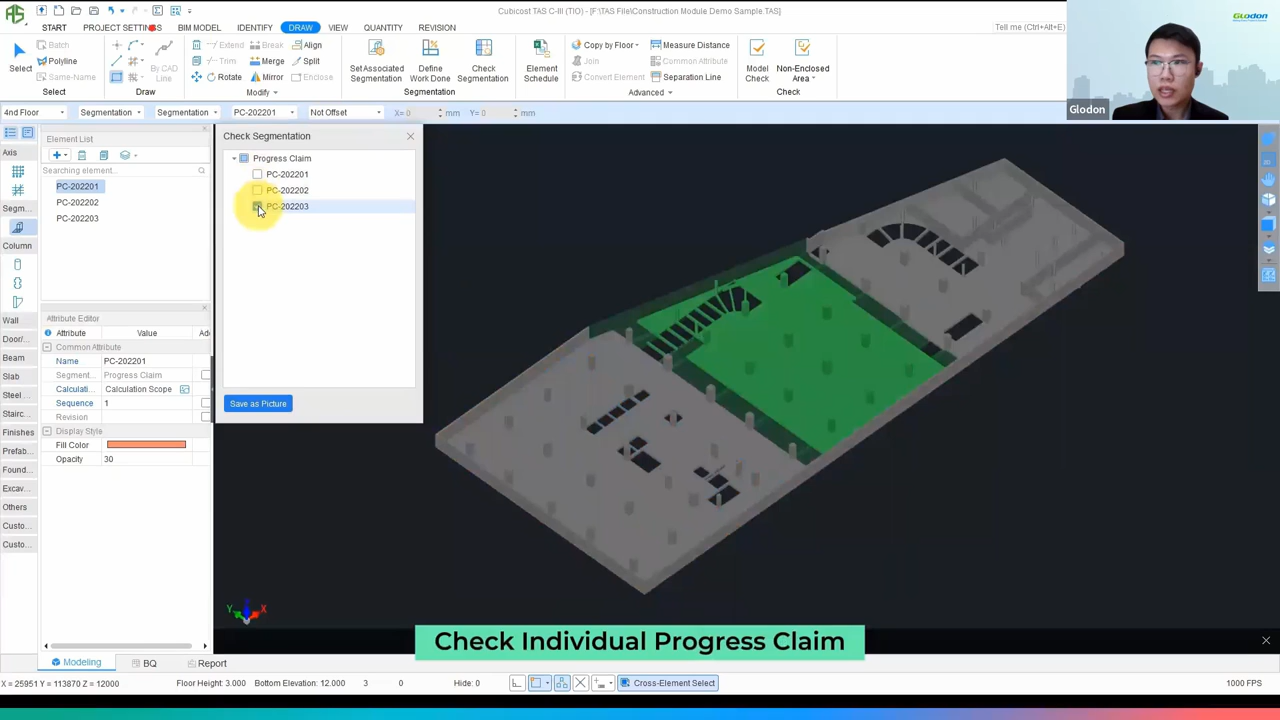 Cubicost TAS C-III (TIO) - [F:\TAS File\Construction Module Demo Sample.TAS]
START
PROJECT SETTINGS
BIM MODEL
IDENTIFY
DRAW
VIEW
QUANTITY
REVISION
Tell me (Ctrl+Alt+E)
Select
Batch
Polyline
Same-Name
Select
By CAD
Line
Draw
Extend
Break
Align
Trim
Merge
Split
Rotate
Mirror
Enclose
Modify
Set Associated
Segmentation
Define
Work Done
Check
Segmentation
Segmentation
Element
Schedule
Copy by Floor
Measure Distance
Join
Common Attribute
Convert Element
Separation Line
Advanced
Model
Check
Non-Enclosed
Area
Check
Glodon
Glodon
4nd Floor
Segmentation
Segmentation
PC-202201
Not Offset
X= 0
mm
Y= 0
mm
Axis
Segm...
Column
Wall
Door/...
Beam
Slab
Steel ...
Stairc...
Finishes
Prefab...
Found...
Excav...
Others
Custo...
Custo...
Element List
Searching element...
PC-202201
PC-202202
PC-202203
Attribute Editor
Attribute
Value
Common Attribute
Name
PC-202201
Segment...
Progress Claim
Calculati...
Calculation Scope
Sequence
1
Revision
Display Style
Fill Color
Opacity
30
Check Segmentation
Progress Claim
PC-202201
PC-202202
PC-202203
Save as Picture
Y
X
Check Individual Progress Claim
Modeling
BQ
Report
X = 25951 Y = 113870 Z = 12000
Floor Height: 3.000
Bottom Elevation: 12.000
3
0
Hide: 0
Cross-Element Select
1000 FPS